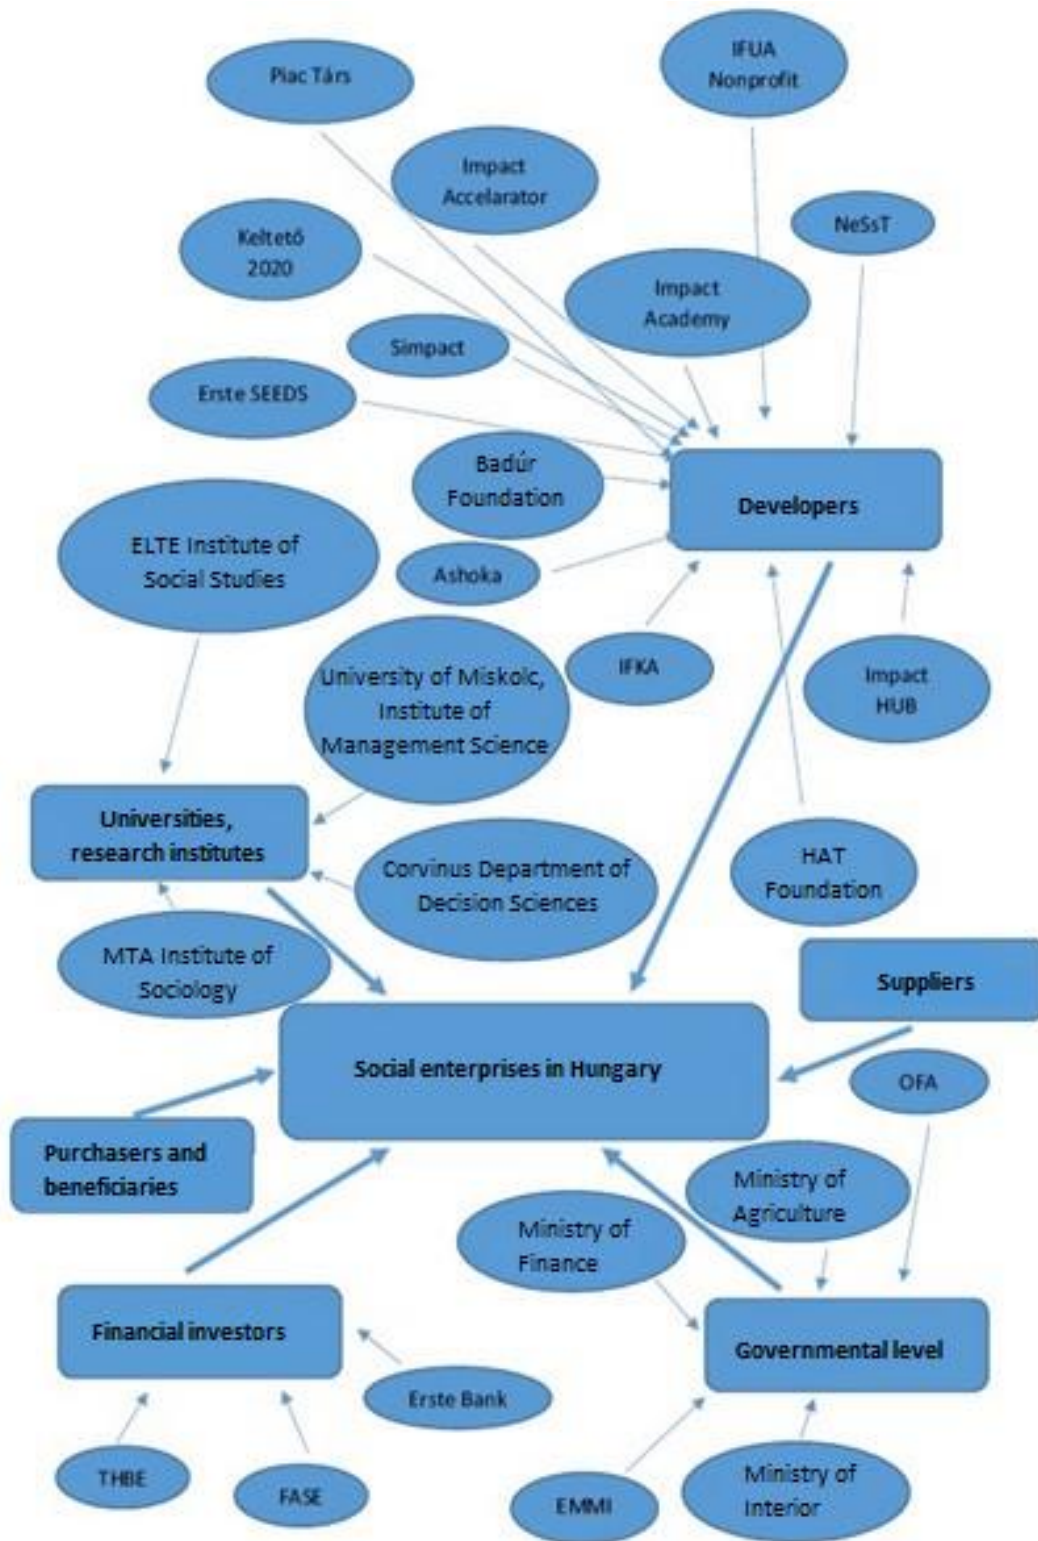 IFUA
Nonprofit
Piac Társ
Impact
Accelarator
NeSsT
Keltető
2020
Impact
Academy
Simpact
Erste SEEDS
Badúr
Foundation
Developers
ELTE Institute of
Social Studies
Ashoka
IFKA
University of Miskolc,
Institute of
Management Science
Impact
HUB
Universities,
research institutes
Corvinus Department of
Decision Sciences
HAT
Foundation
MTA Institute of
Sociology
Suppliers
Social enterprises in Hungary
OFA
Purchasers and
beneficiaries
Ministry of
Agriculture
Ministry of
Finance
Financial investors
Governmental level
Erste Bank
THBE
FASE
EMMI
Ministry of
Interior